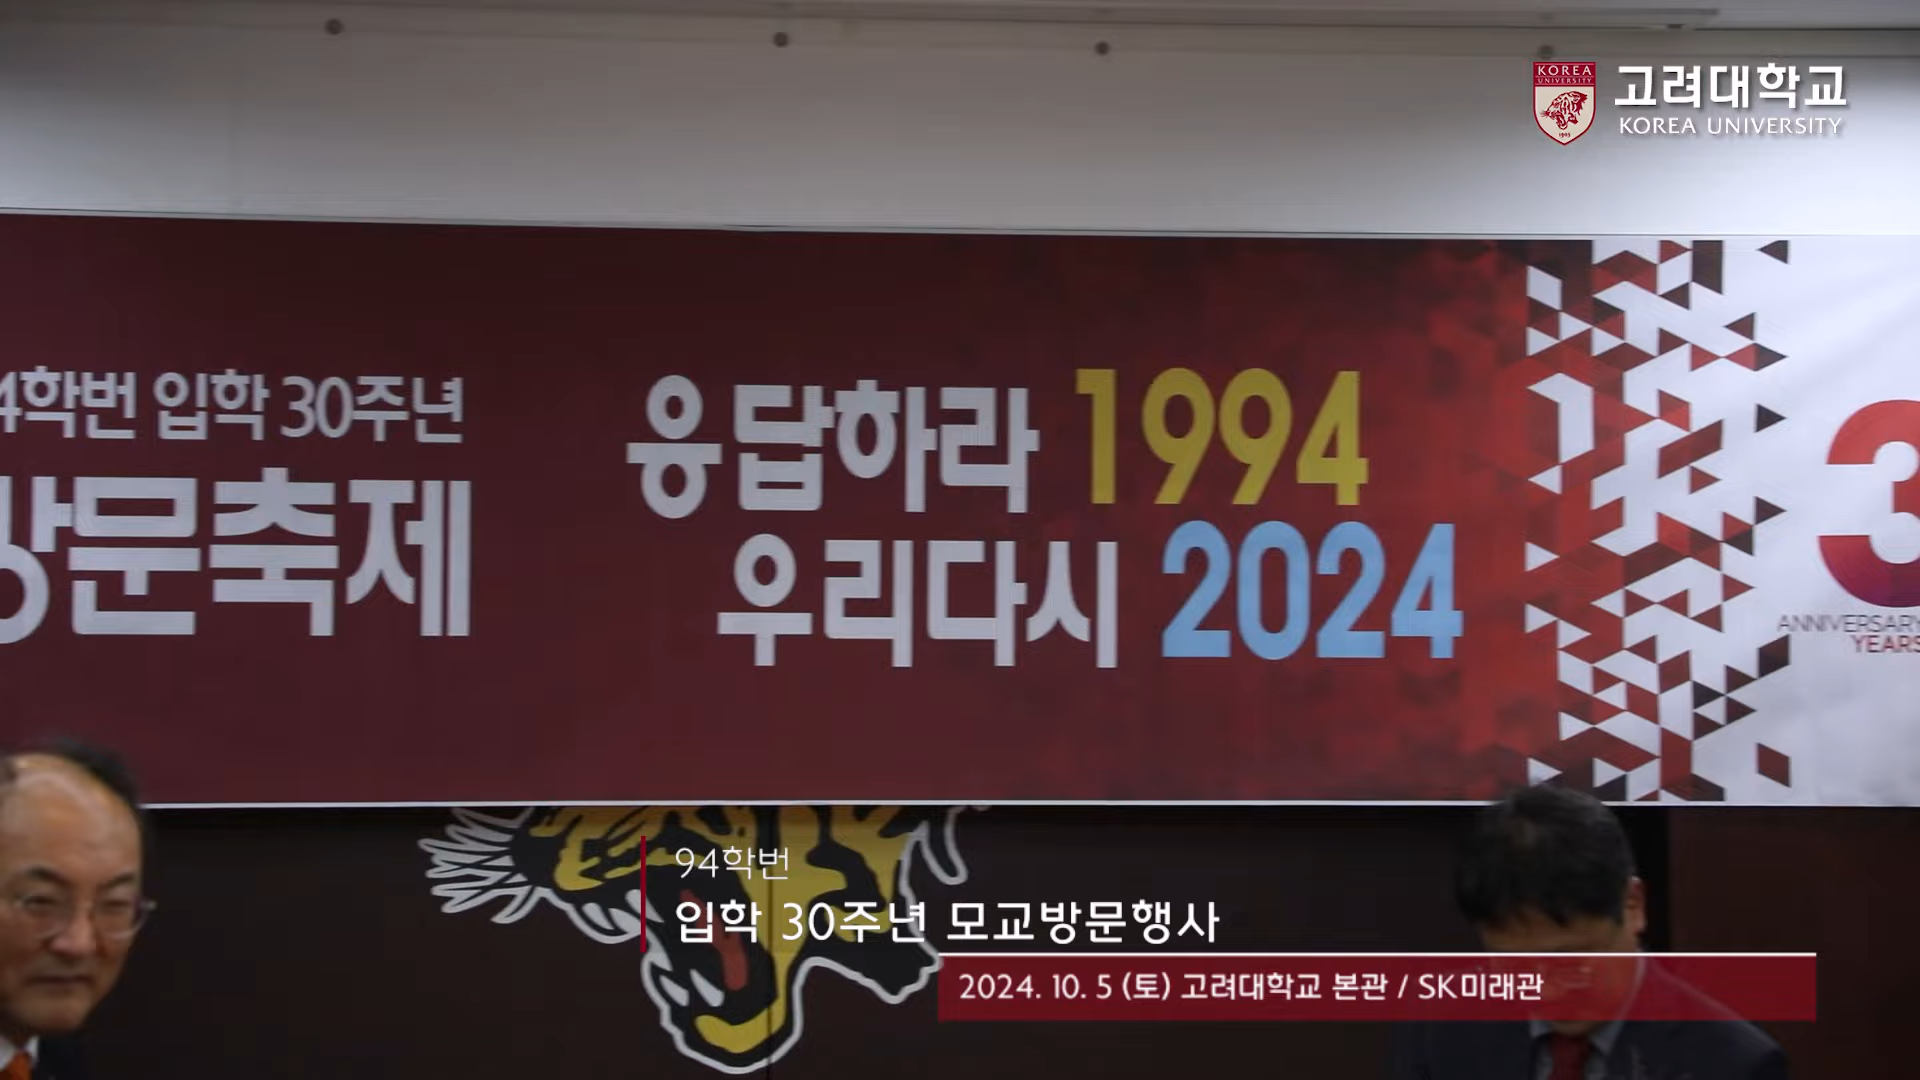 KOREA
UNIVERSITY
1905
고려대학교
KOREA UNIVERSITY
4학번 입학 30주년
방문축제
응답하라 1994
우리다시 2024
3
ANNIVERSARY
YEARS
94학번
입학 30주년 모교방문행사
2024. 10. 5 (토) 고려대학교 본관 / SK미래관